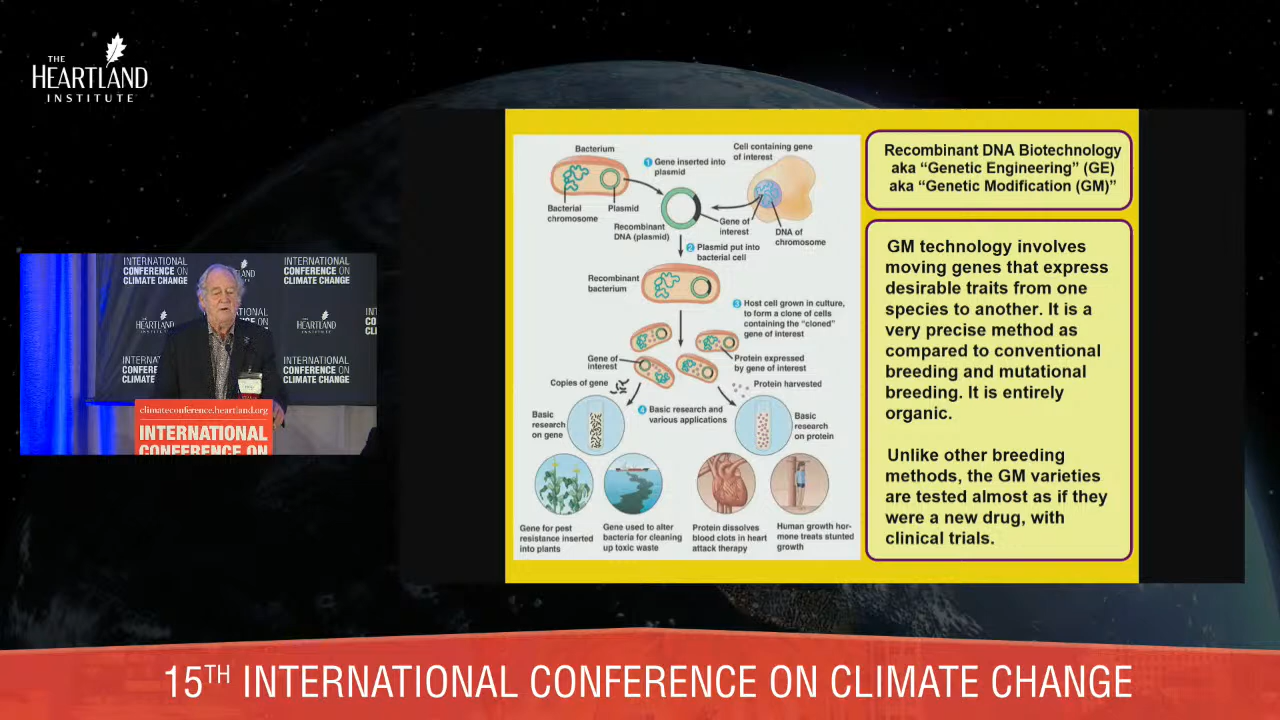 THE
HEARTLAND
INSTITUTE
INTERNATIONAL
CONFERENCE ON
CLIMATE CHANGE
INTERNATIONAL
CONFERENCE ON
CLIMATE CHANGE
HEARTLAND
HEARTLAND
INTERNATIONAL
CONFERENCE ON
CLIMATE CHANGE
climateconference.heartland.org
INTERNATIONAL
CONFERENCE ON
Bacterium
Bacterial
chromosome
Plasmid
1 Gene inserted into
plasmid
Cell containing gene
of interest
Recombinant
DNA (plasmid)
Gene of
interest
DNA of
chromosome
2 Plasmid put into
bacterial cell
Recombinant
bacterium
3 Host cell grown in culture,
to form a clone of cells
containing the "cloned"
gene of interest
Gene of
interest
Protein expressed
by gene of interest
Copies of gene
Protein harvested
4 Basic research and
various applications
Basic
research
on gene
Basic
research
on protein
Gene for pest
resistance inserted
into plants
Gene used to alter
bacteria for cleaning
up toxic waste
Protein dissolves
blood clots in heart
attack therapy
Human growth hor-
mone treats stunted
growth
Recombinant DNA Biotechnology
aka “Genetic Engineering” (GE)
aka “Genetic Modification (GM)”
GM technology involves
moving genes that express
desirable traits from one
species to another. It is a
very precise method as
compared to conventional
breeding and mutational
breeding. It is entirely
organic.
Unlike other breeding
methods, the GM varieties
are tested almost as if they
were a new drug, with
clinical trials.
15TH INTERNATIONAL CONFERENCE ON CLIMATE CHANGE